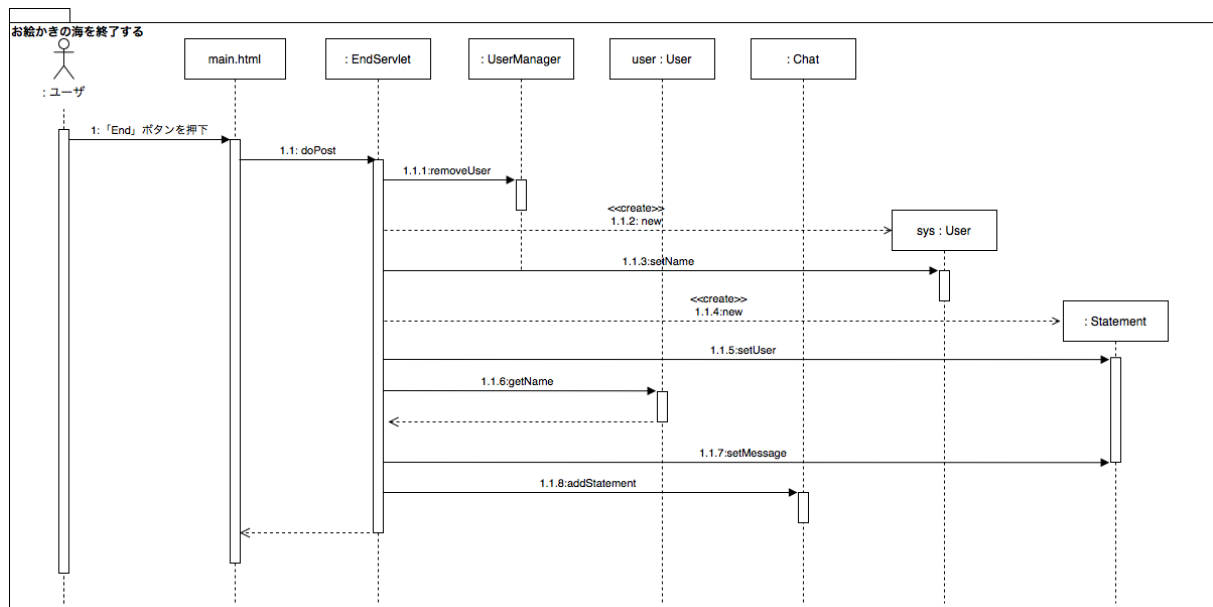 お絵かきの海を終了する
: ユーザ
main.html
: EndServlet
: UserManager
user : User
: Chat
1:「End」ボタンを押下
1.1: doPost
1.1.1:removeUser
<<create>>
1.1.2: new
sys : User
1.1.3:setName
<<create>>
1.1.4:new
: Statement
1.1.5:setUser
1.1.6:getName
1.1.7:setMessage
1.1.8:addStatement